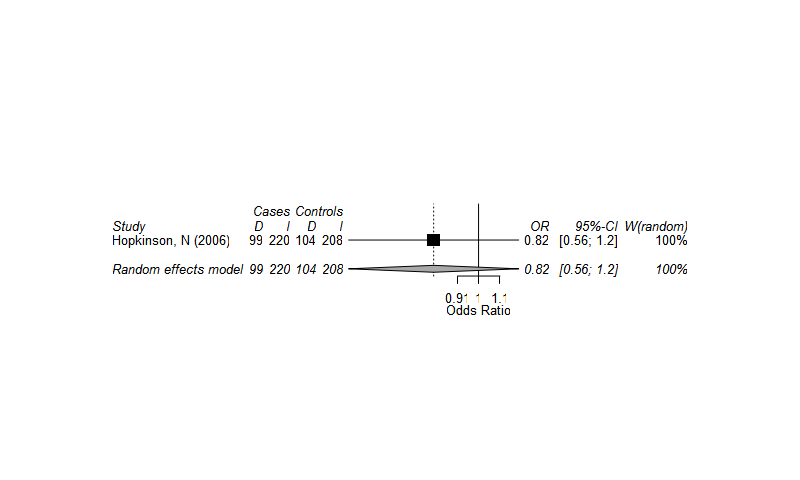 Cases Controls
Study D I D I OR 95%-CI W(random)
Hopkinson, N (2006) 99 220 104 208 0.82 [0.56; 1.2] 100%
Random effects model 99 220 104 208 0.82 [0.56; 1.2] 100%
0.91 1 1.1
Odds Ratio